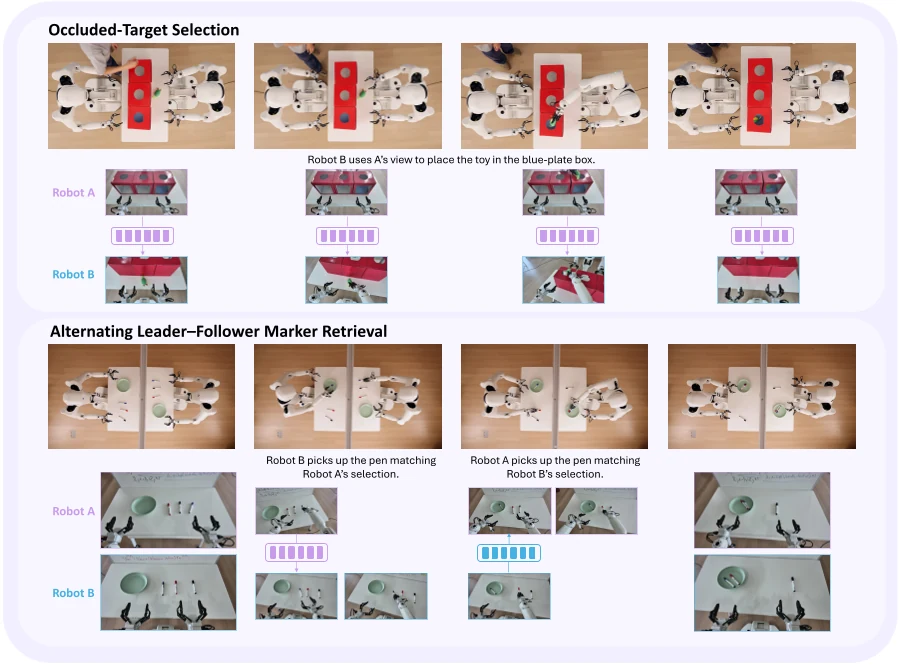 Occluded-Target Selection
Robot B uses A's view to place the toy in the blue-plate box.
Robot A
Robot B
Alternating Leader–Follower Marker Retrieval
Robot B picks up the pen matching
Robot A's selection.
Robot A picks up the pen matching
Robot B's selection.
Robot A
Robot B